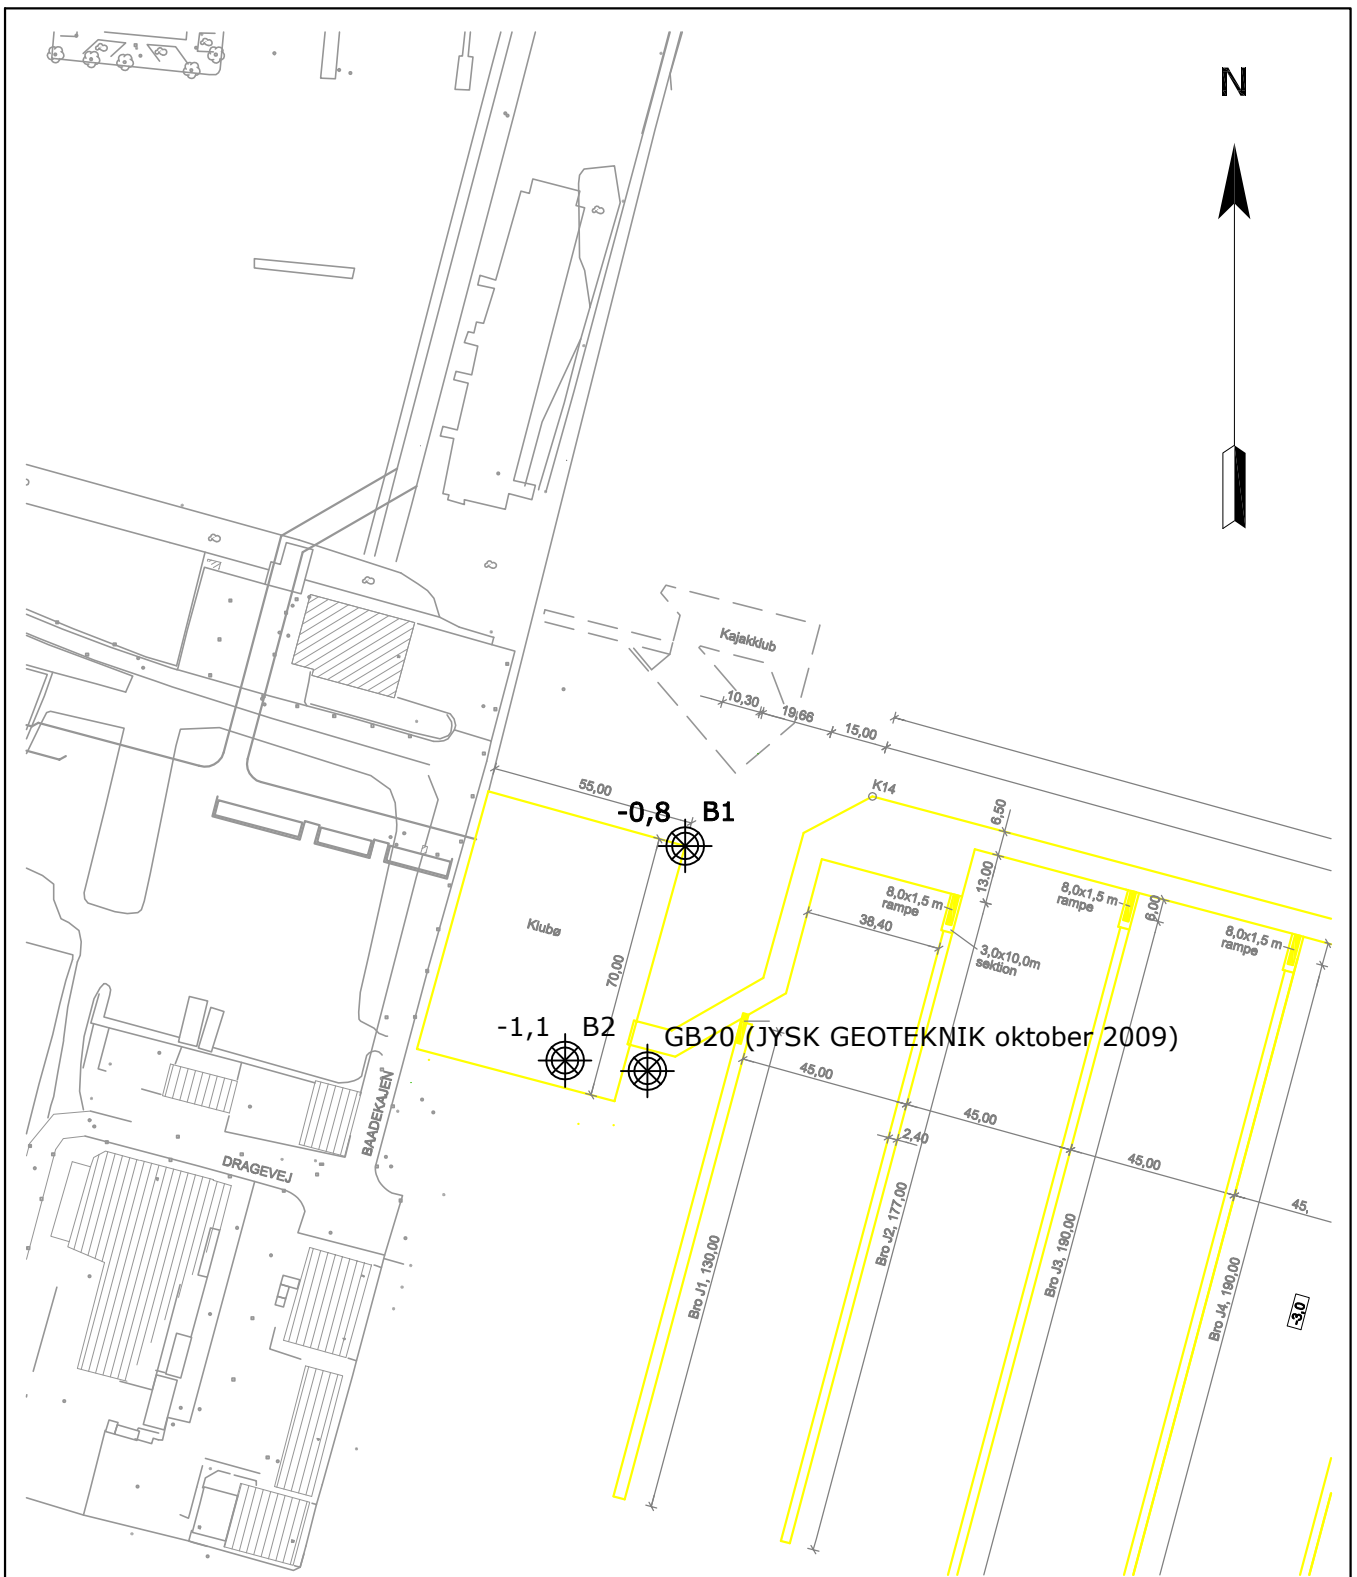 N
Kajakklub
10,30
19,66
15,00
K14
55,00
-0,8 B1
6,50
13.00
8,0x1,5 m
rampe
8,0x1,5 m
rampe
6,00
8,0x1,5 m
rampe
38,40
3,0x10,0m
sektion
Klubø
70,00
-1,1 B2
GB20 (JYSK GEOTEKNIK oktober 2009)
45,00
45,00
45,00
45,
2,40
BAADEKAJEN
DRAGEVEJ
Bro J1, 130,00
Bro J2, 177,00
Bro J3, 190,00
Bro J4, 190,00
-3,0